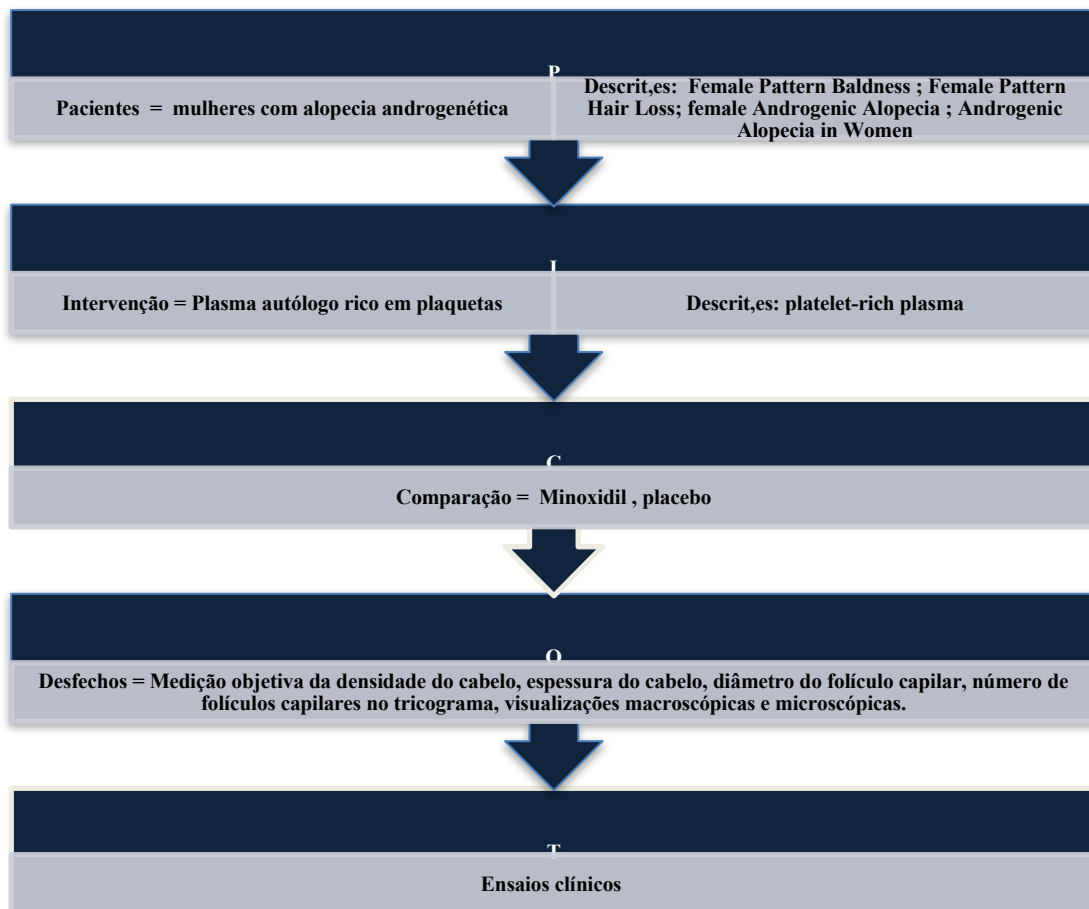 P
Pacientes = mulheres com alopecia androgenética
Descrit,es: Female Pattern Baldness ; Female Pattern
Hair Loss; female Androgenic Alopecia ; Androgenic
Alopecia in Women
I
Intervenção = Plasma autólogo rico em plaquetas
Descrit,es: platelet-rich plasma
C
Comparação = Minoxidil , placebo
O
Desfechos = Medição objetiva da densidade do cabelo, espessura do cabelo, diâmetro do folículo capilar, número de
folículos capilares no tricograma, visualizações macroscópicas e microscópicas.
T
Ensaios clínicos